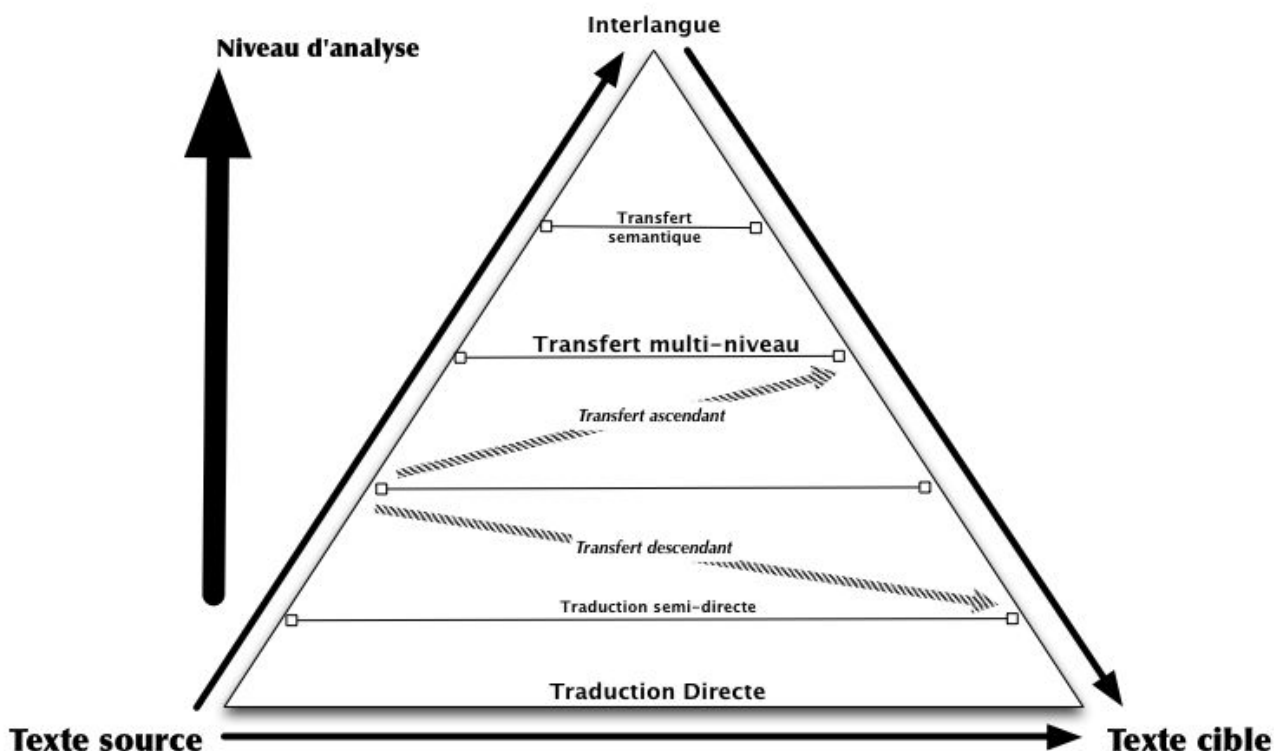 Interlangue
Niveau d'analyse
Transfert
semantique
Transfert multi-niveau
Transfert ascendant
Transfert descendant
Traduction semi-directe
Traduction Directe
Texte source
Texte cible